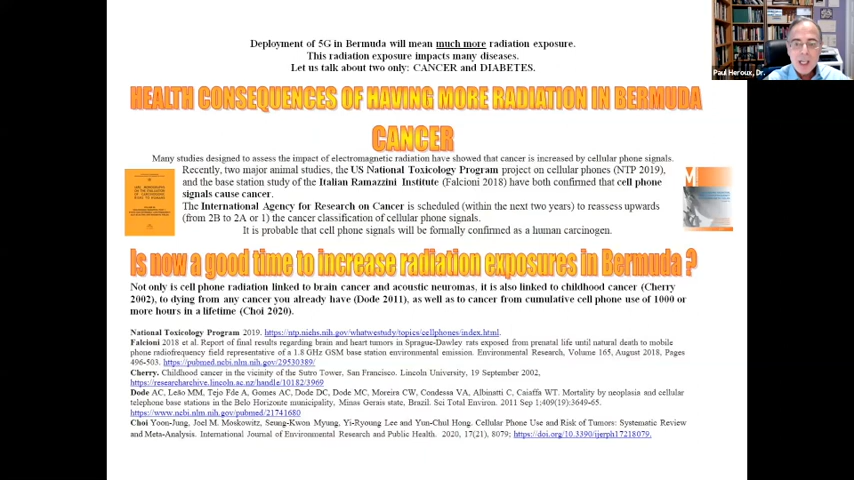 Deployment of 5G in Bermuda will mean much more radiation exposure.
This radiation exposure impacts many diseases.
Let us talk about two only: CANCER and DIABETES.
Paul Heroux, Dr.
HEALTH CONSEQUENCES OF HAVING MORE RADIATION IN BERMUDA
CANCER
Many studies designed to assess the impact of electromagnetic radiation have showed that cancer is increased by cellular phone signals.
Recently, two major animal studies, the US National Toxicology Program project on cellular phones (NTP 2019),
and the base station study of the Italian Ramazzini Institute (Falcioni 2018) have both confirmed that cell phone
signals cause cancer.
The International Agency for Research on Cancer is scheduled (within the next two years) to reassess upwards
(from 2B to 2A or 1) the cancer classification of cellular phone signals.
It is probable that cell phone signals will be formally confirmed as a human carcinogen.
Is now a good time to increase radiation exposures in Bermuda ?
Not only is cell phone radiation linked to brain cancer and acoustic neuromas, it is also linked to childhood cancer (Cherry
2002), to dying from any cancer you already have (Dode 2011), as well as to cancer from cumulative cell phone use of 1000 or
more hours in a lifetime (Choi 2020).
National Toxicology Program 2019. https://ntp.niehs.nih.gov/whatwestudy/topics/cellphones/index.html.
Falcioni 2018 et al. Report of final results regarding brain and heart tumors in Sprague-Dawley rats exposed from prenatal life until natural death to mobile
phone radiofrequency field representative of a 1.8 GHz GSM base station environmental emission. Environmental Research, Volume 165, August 2018, Pages
496-503. https://pubmed.ncbi.nlm.nih.gov/29530389/
Cherry. Childhood cancer in the vicinity of the Sutro Tower, San Francisco. Lincoln University, 19 September 2002,
https://researcharchive.lincoln.ac.nz/handle/10182/3969
Dode AC, Leão MM, Tejo Fde A, Gomes AC, Dode DC, Dode MC, Moreira CW, Condessa VA, Albinatti C, Caiaffa WT. Mortality by neoplasia and cellular
telephone base stations in the Belo Horizonte municipality, Minas Gerais state, Brazil. Sci Total Environ. 2011 Sep 1;409(19):3649-65.
https://www.ncbi.nlm.nih.gov/pubmed/21741680
Choi Yoon-Jung, Joel M. Moskowitz, Seung-Kwon Myung, Yi-Ryoung Lee and Yun-Chul Hong. Cellular Phone Use and Risk of Tumors: Systematic Review
and Meta-Analysis. International Journal of Environmental Research and Public Health. 2020, 17(21), 8079; https://doi.org/10.3390/ijerph17218079.